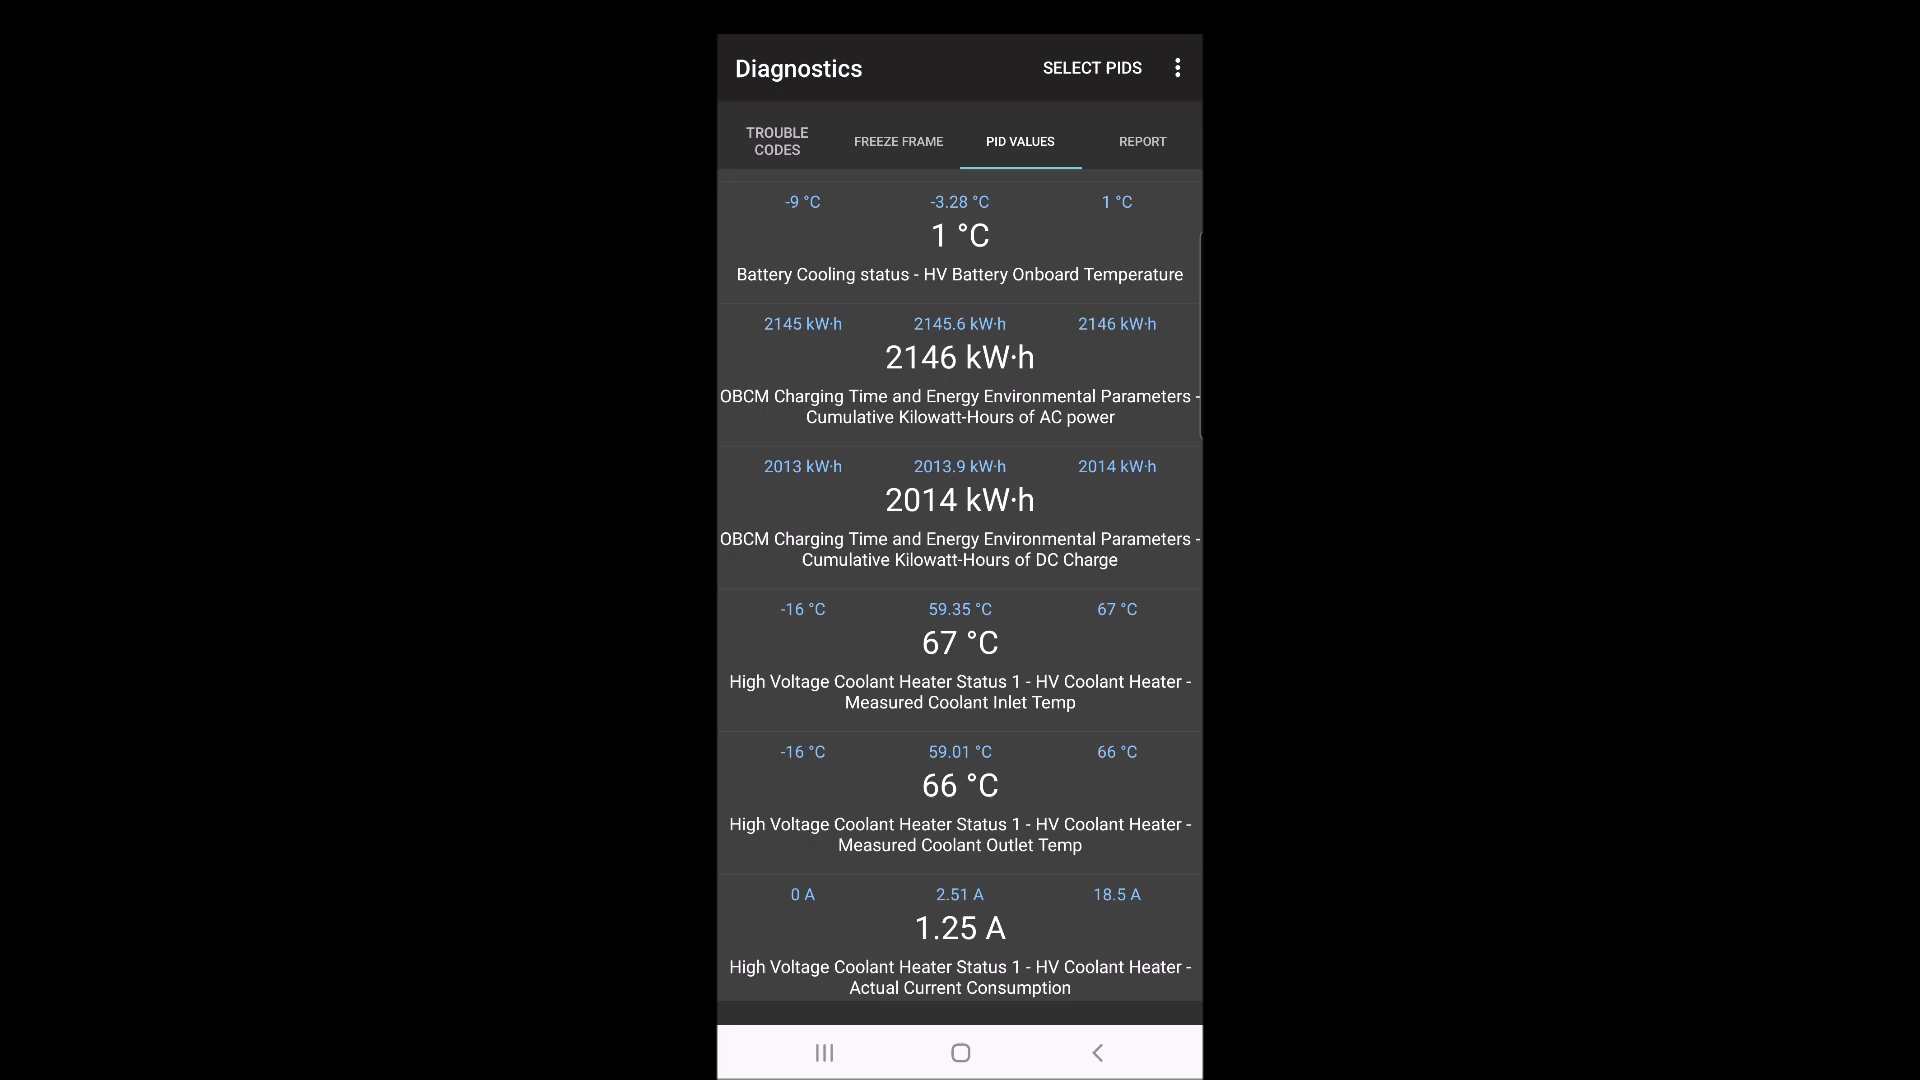 Diagnostics
SELECT PIDS
TROUBLE
CODES
FREEZE FRAME
PID VALUES
REPORT
-9 °C -3.28 °C 1 °C
1 °C
Battery Cooling status - HV Battery Onboard Temperature
2145 kW·h 2145.6 kW·h 2146 kW·h
2146 kW·h
OBCM Charging Time and Energy Environmental Parameters -
Cumulative Kilowatt-Hours of AC power
2013 kW·h 2013.9 kW·h 2014 kW·h
2014 kW·h
OBCM Charging Time and Energy Environmental Parameters -
Cumulative Kilowatt-Hours of DC Charge
-16 °C 59.35 °C 67 °C
67 °C
High Voltage Coolant Heater Status 1 - HV Coolant Heater -
Measured Coolant Inlet Temp
-16 °C 59.01 °C 66 °C
66 °C
High Voltage Coolant Heater Status 1 - HV Coolant Heater -
Measured Coolant Outlet Temp
0 A 2.51 A 18.5 A
1.25 A
High Voltage Coolant Heater Status 1 - HV Coolant Heater -
Actual Current Consumption